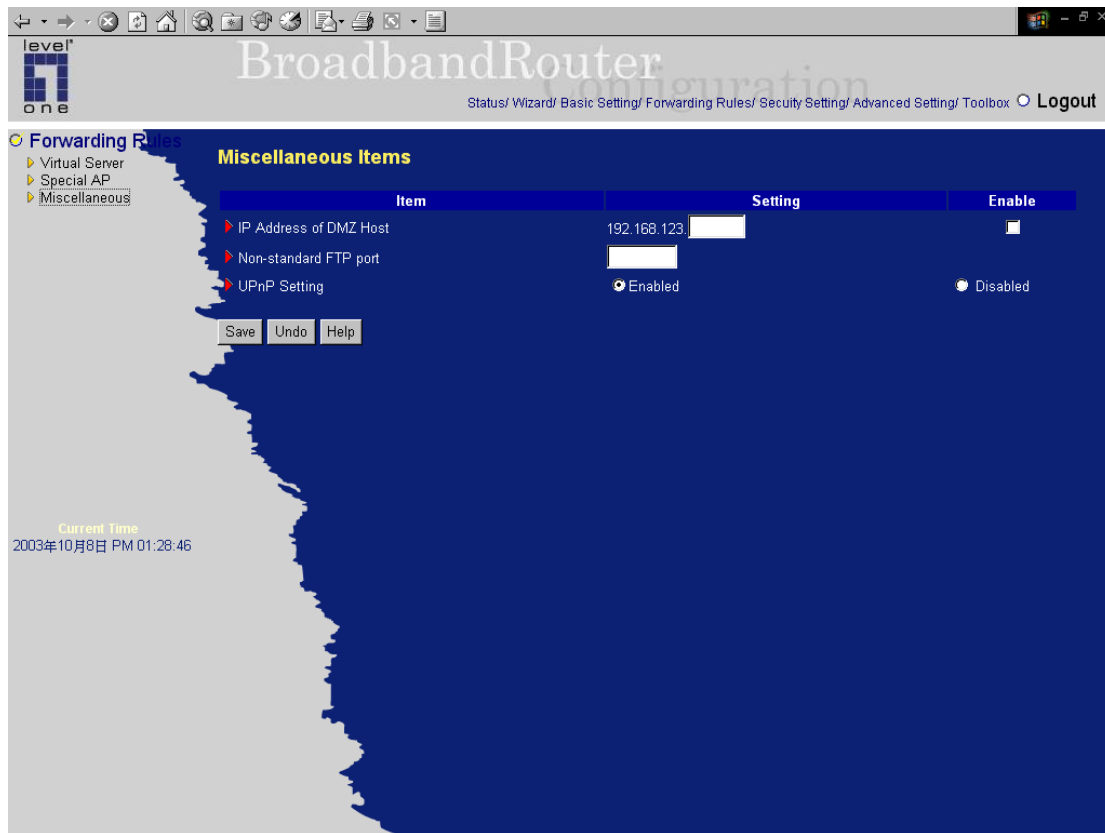 level
one
BroadbandRouter
Configuration
Status/ Wizard/ Basic Setting/ Forwarding Rules/ Secuity Setting/ Advanced Setting/ Toolbox Logout
Forwarding Rules
Virtual Server
Special AP
Miscellaneous
Miscellaneous Items
Item Setting Enable
IP Address of DMZ Host 192.168.123.
Non-standard FTP port
UPnP Setting Enabled Disabled
Save Undo Help
Current Time
2003年10月8日 PM 01:28:46